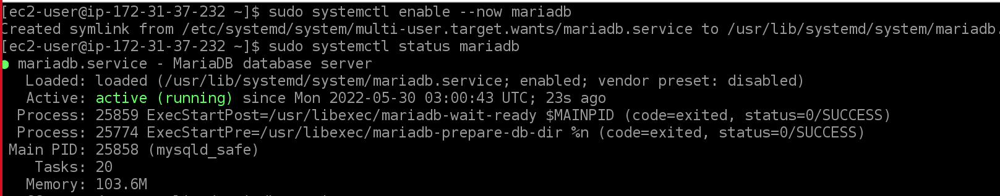 [ec2-user@ip-172-31-37-232 ~]$ sudo systemctl enable --now mariadb
Created symlink from /etc/systemd/system/multi-user.target.wants/mariadb.service to /usr/lib/systemd/system/mariadb.
[ec2-user@ip-172-31-37-232 ~]$ sudo systemctl status mariadb
● mariadb.service - MariaDB database server
Loaded: loaded (/usr/lib/systemd/system/mariadb.service; enabled; vendor preset: disabled)
Active: active (running) since Mon 2022-05-30 03:00:43 UTC; 23s ago
Process: 25859 ExecStartPost=/usr/libexec/mariadb-wait-ready $MAINPID (code=exited, status=0/SUCCESS)
Process: 25774 ExecStartPre=/usr/libexec/mariadb-prepare-db-dir %n (code=exited, status=0/SUCCESS)
Main PID: 25858 (mysqld_safe)
Tasks: 20
Memory: 103.6M